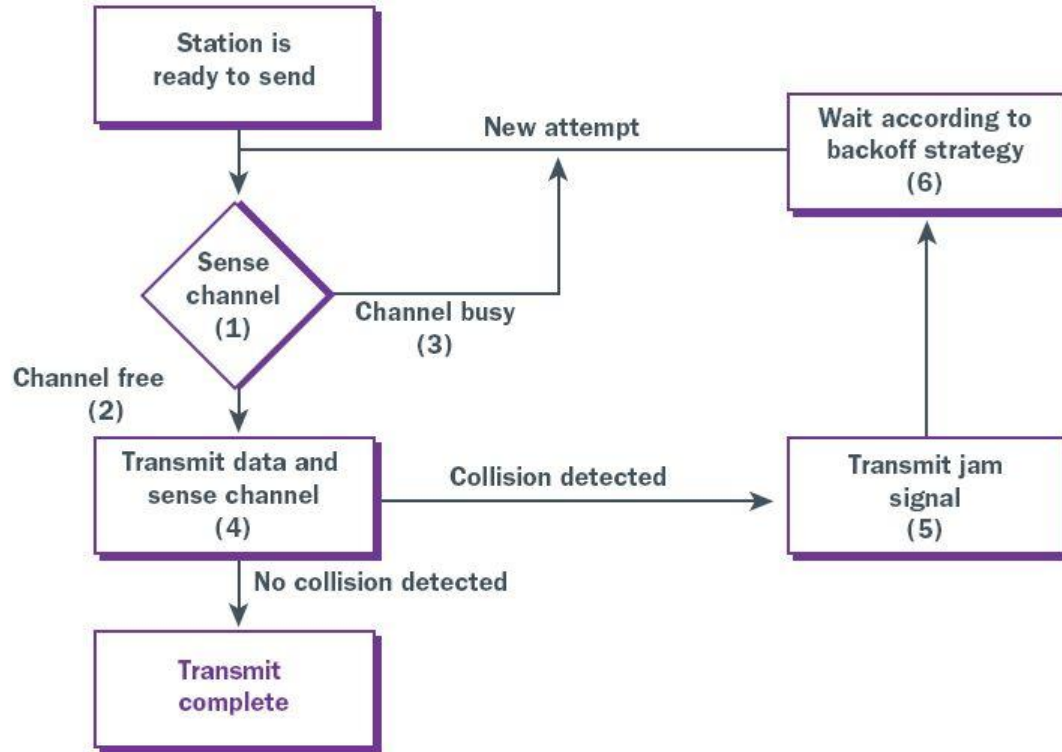 Station is
ready to send
New attempt
Wait according to
backoff strategy
(6)
Sense
channel
(1)
Channel busy
(3)
Channel free
(2)
Transmit data and
sense channel
(4)
Collision detected
Transmit jam
signal
(5)
No collision detected
Transmit
complete